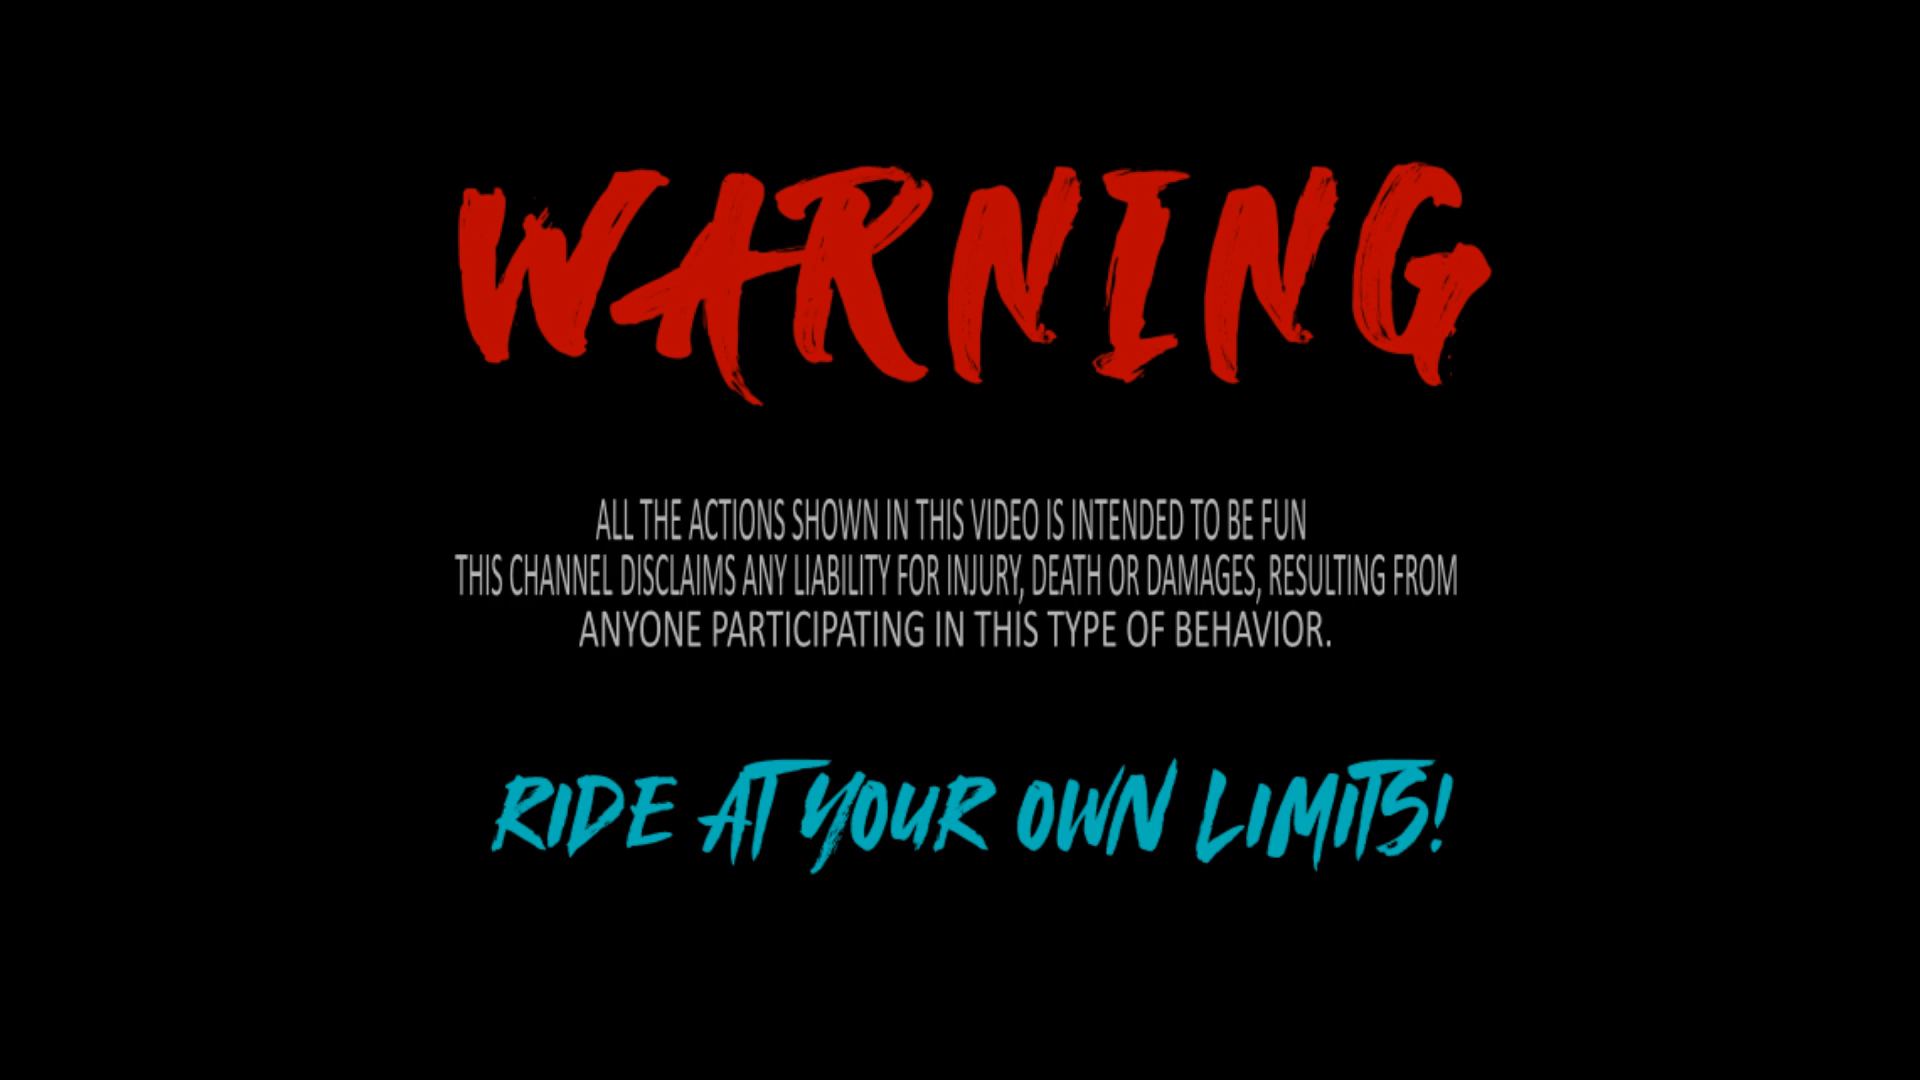 WARNING
ALL THE ACTIONS SHOWN IN THIS VIDEO IS INTENDED TO BE FUN
THIS CHANNEL DISCLAIMS ANY LIABILITY FOR INJURY, DEATH OR DAMAGES, RESULTING FROM
ANYONE PARTICIPATING IN THIS TYPE OF BEHAVIOR.
RIDE AT YOUR OWN LIMITS!